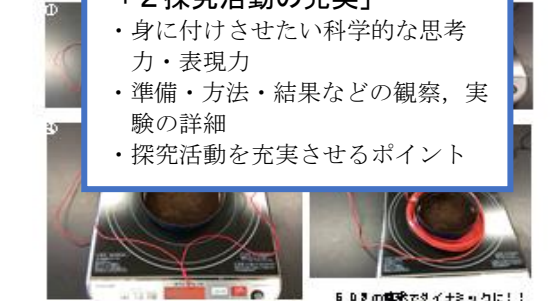 「２探究活動の充実」
・身に付けさせたい科学的な思考
力・表現力
・準備・方法・結果などの観察，実
験の詳細
・探究活動を充実させるポイント
①
でダイナミックに！！